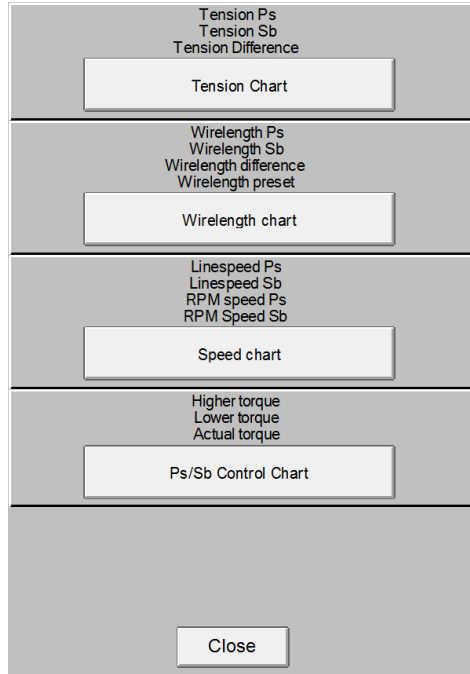 Tension Ps
Tension Sb
Tension Difference
Tension Chart
Wirelength Ps
Wirelength Sb
Wirelength difference
Wirelength preset
Wirelength chart
Linespeed Ps
Linespeed Sb
RPM speed Ps
RPM Speed Sb
Speed chart
Higher torque
Lower torque
Actual torque
Ps/Sb Control Chart
Close